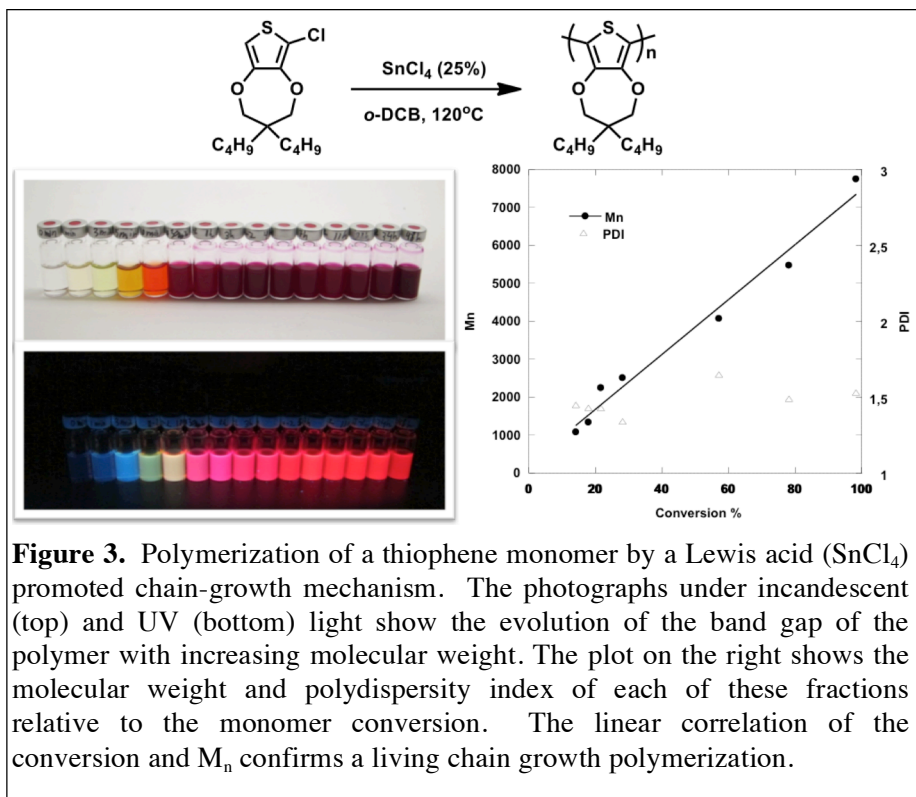 S
Cl
O
O
C4H9
C4H9
SnCl4 (25%)
o-DCB, 120°C
S
n
O
O
C4H9
C4H9
8000
7000
6000
5000
4000
3000
2000
1000
0
Mn
Mn
PDI
3
2,5
2
1,5
1
PDI
0
20
40
60
80
100
Conversion %
Figure 3. Polymerization of a thiophene monomer by a Lewis acid (SnCl4)
promoted chain-growth mechanism. The photographs under incandescent
(top) and UV (bottom) light show the evolution of the band gap of the
polymer with increasing molecular weight. The plot on the right shows the
molecular weight and polydispersity index of each of these fractions
relative to the monomer conversion. The linear correlation of the
conversion and Mn confirms a living chain growth polymerization.